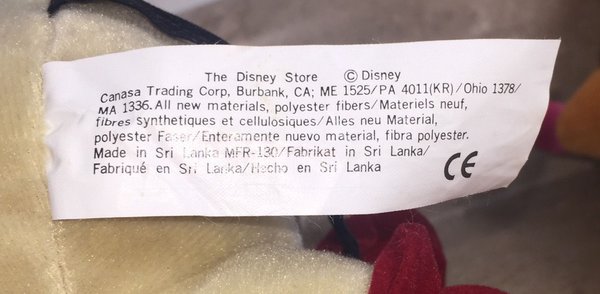 The Disney Store © Disney
Canasa Trading Corp, Burbank, CA; ME 1525/PA 4011(KR)/Ohio 1378/
MA 1336. All new materials, polyester fibers/Materiels neuf,
fibres synthetiques et cellulosiques/Alles neu Material,
polyester Faser/Enteramente nuevo material, fibra polyester.
Made in Sri Lanka MFR-130/Fabrikat in Sri Lanka/
Fabriqué en Sri Lanka/Hecho en Sri Lanka
CE